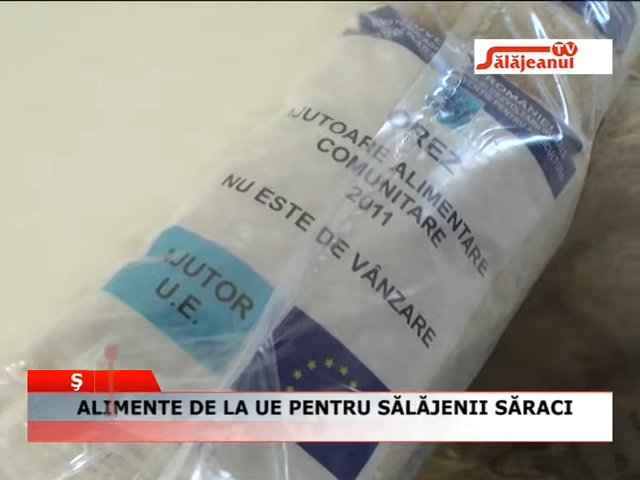 Sălăjeanul TV
OREZ
AJUTOARE ALIMENTARE
COMUNITARE
2011
NU ESTE DE VÂNZARE
AJUTOR
U.E.
Ş
ALIMENTE DE LA UE PENTRU SĂLĂJENII SĂRACI